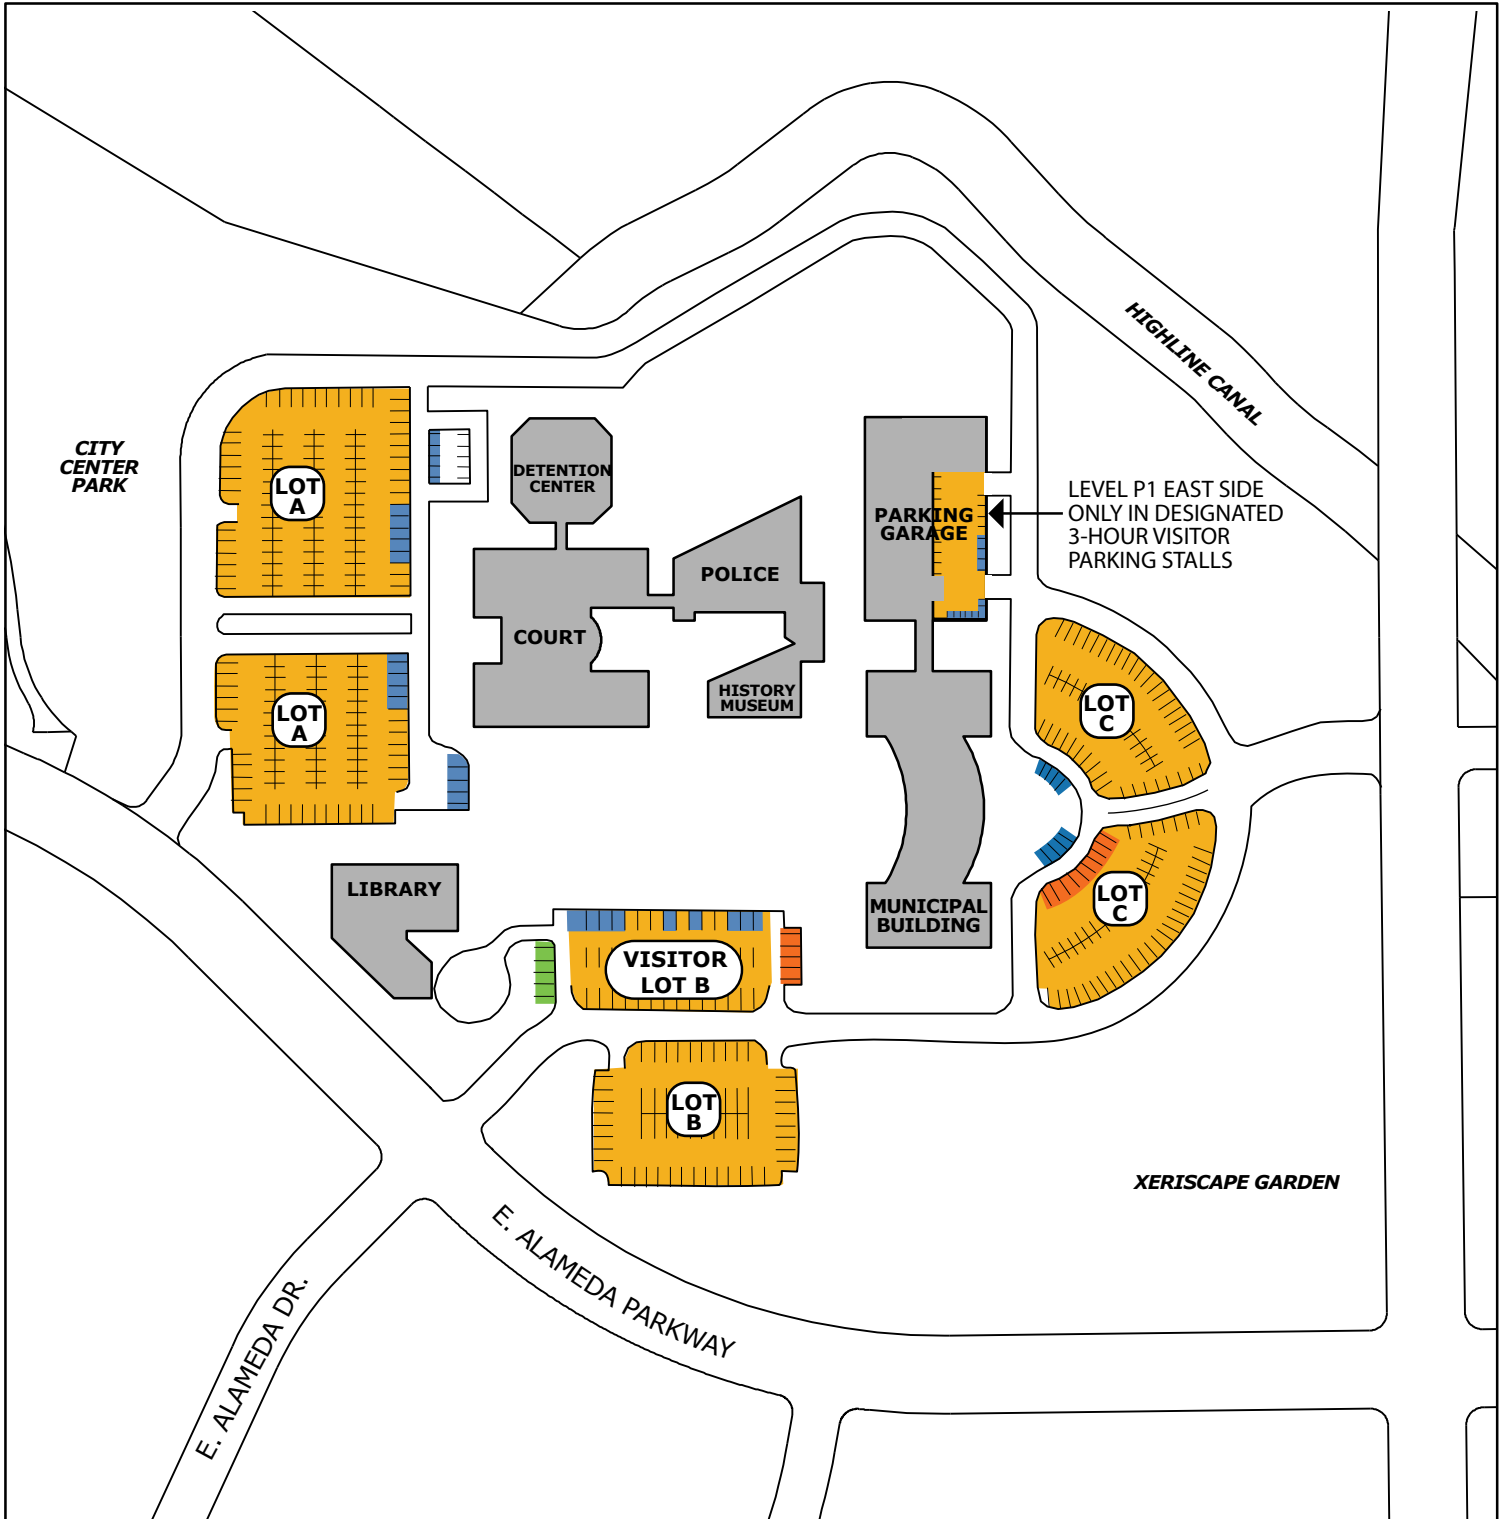 HIGHLINE CANAL
CITY
CENTER
PARK
LOT
A
DETENTION
CENTER
PARKING
GARAGE
LEVEL P1 EAST SIDE
ONLY IN DESIGNATED
3-HOUR VISITOR
PARKING STALLS
POLICE
COURT
HISTORY
MUSEUM
LOT
A
LOT
C
LIBRARY
LOT
C
MUNICIPAL
BUILDING
VISITOR
LOT B
LOT
B
XERISCAPE GARDEN
E. ALAMEDA PARKWAY
E. ALAMEDA DR.